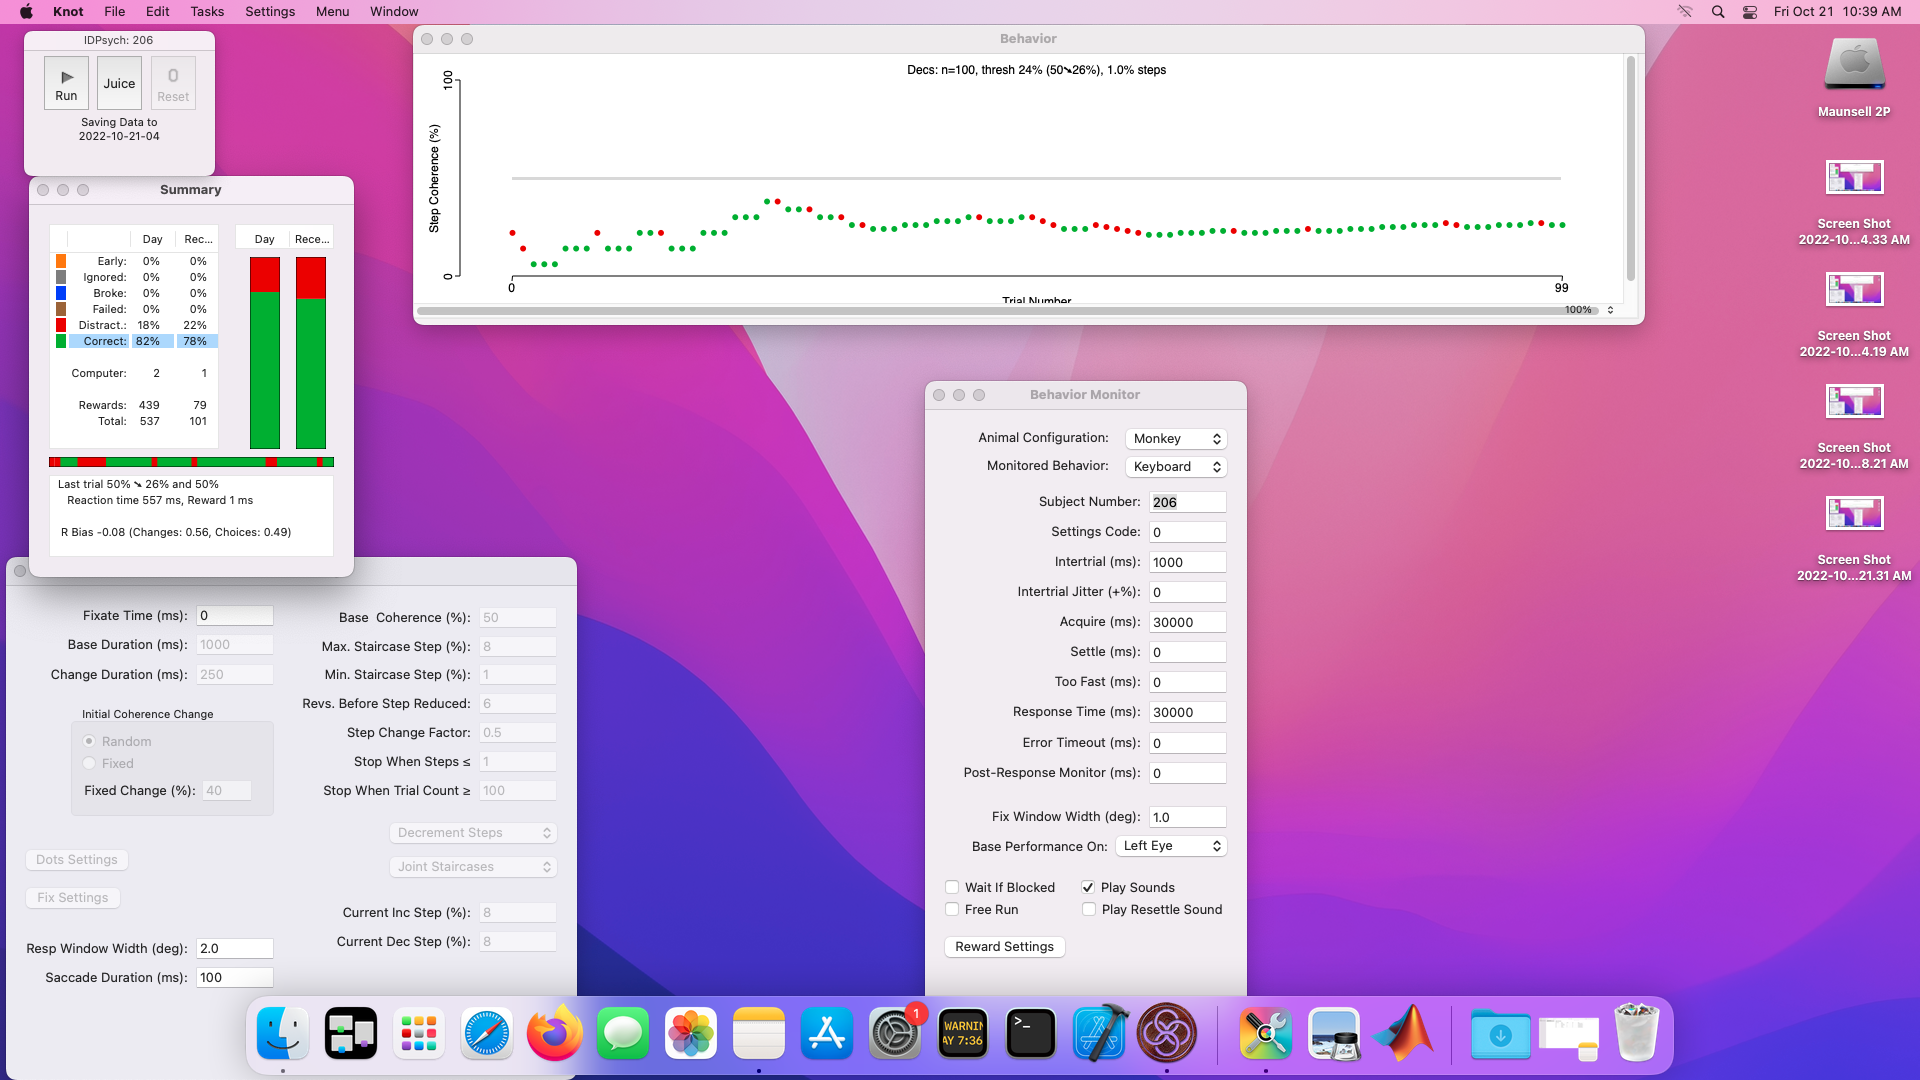 Knot File Edit Tasks Settings Menu Window
Fri Oct 21 10:39 AM
IDPsych: 206
Run
Juice
0
Reset
Saving Data to
2022-10-21-04
Behavior
Decs: n=100, thresh 24% (50➘26%), 1.0% steps
Step Coherence (%)
100
0
0
99
Trial Number
100%
Summary
Day Rec...
Early: 0% 0%
Ignored: 0% 0%
Broke: 0% 0%
Failed: 0% 0%
Distract.: 18% 22%
Correct: 82% 78%
Computer: 2 1
Rewards: 439 79
Total: 537 101
Day Rece...
Last trial 50% ➘ 26% and 50%
Reaction time 557 ms, Reward 1 ms
R Bias -0.08 (Changes: 0.56, Choices: 0.49)
Fixate Time (ms): 0
Base Duration (ms): 1000
Change Duration (ms): 250
Initial Coherence Change
Random
Fixed
Fixed Change (%): 40
Dots Settings
Fix Settings
Resp Window Width (deg): 2.0
Saccade Duration (ms): 100
Base Coherence (%): 50
Max. Staircase Step (%): 8
Min. Staircase Step (%): 1
Revs. Before Step Reduced: 6
Step Change Factor: 0.5
Stop When Steps ≤ 1
Stop When Trial Count ≥ 100
Decrement Steps
Joint Staircases
Current Inc Step (%): 8
Current Dec Step (%): 8
Behavior Monitor
Animal Configuration: Monkey
Monitored Behavior: Keyboard
Subject Number: 206
Settings Code: 0
Intertrial (ms): 1000
Intertrial Jitter (+%): 0
Acquire (ms): 30000
Settle (ms): 0
Too Fast (ms): 0
Response Time (ms): 30000
Error Timeout (ms): 0
Post-Response Monitor (ms): 0
Fix Window Width (deg): 1.0
Base Performance On: Left Eye
Wait If Blocked
Play Sounds
Free Run
Play Resettle Sound
Reward Settings
Maunsell 2P
Screen Shot
2022-10...4.33 AM
Screen Shot
2022-10...4.19 AM
Screen Shot
2022-10...8.21 AM
Screen Shot
2022-10...21.31 AM
1
WARNIN
AY 7:36
>_